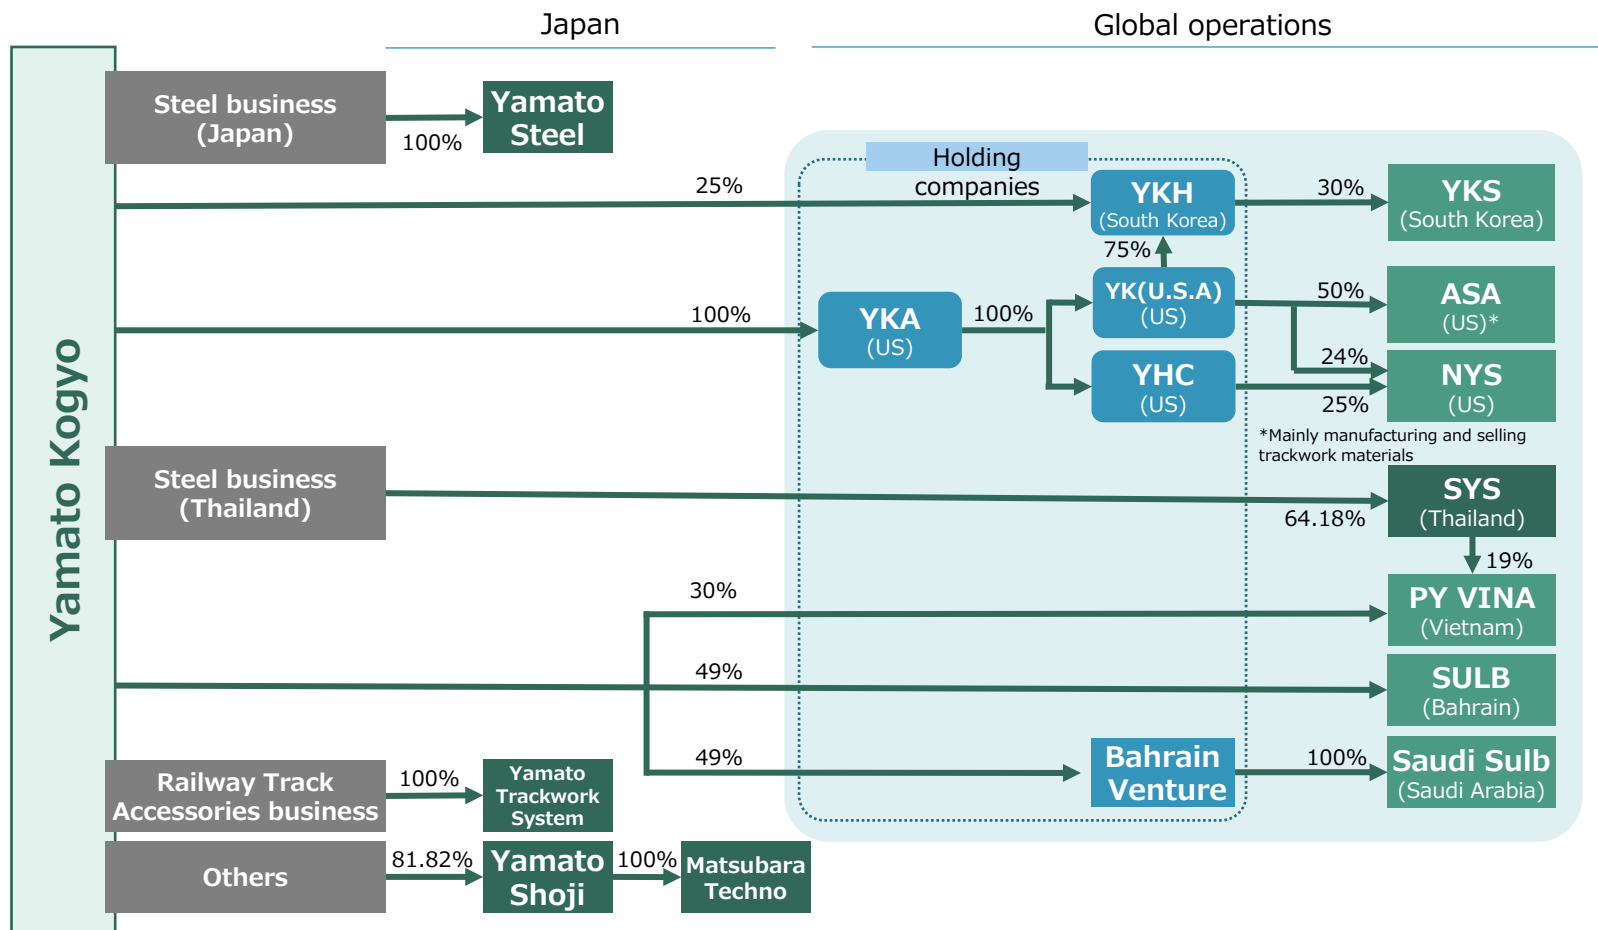 Japan
Global operations
Yamato Kogyo
Steel business
(Japan)
100%
Yamato
Steel
Holding
companies
25%
YKH
(South Korea)
30%
YKS
(South Korea)
75%
100%
YKA
(US)
100%
YK(U.S.A)
(US)
50%
ASA
(US)*
YHC
(US)
24%
25%
NYS
(US)
*Mainly manufacturing and selling
trackwork materials
Steel business
(Thailand)
64.18%
SYS
(Thailand)
19%
30%
PY VINA
(Vietnam)
49%
SULB
(Bahrain)
49%
Bahrain
Venture
100%
Saudi Sulb
(Saudi Arabia)
Railway Track
Accessories business
100%
Yamato
Trackwork
System
Others
81.82%
Yamato
Shoji
100%
Matsubara
Techno